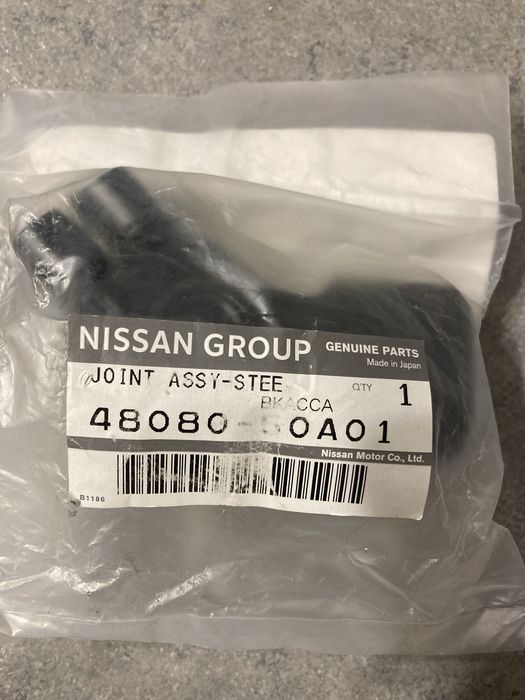 NISSAN GROUP GENUINE PARTS
Made in Japan
JOINT ASSY-STEE QTY 1
BKACCA
Nissan Motor Co., Ltd.
B1186